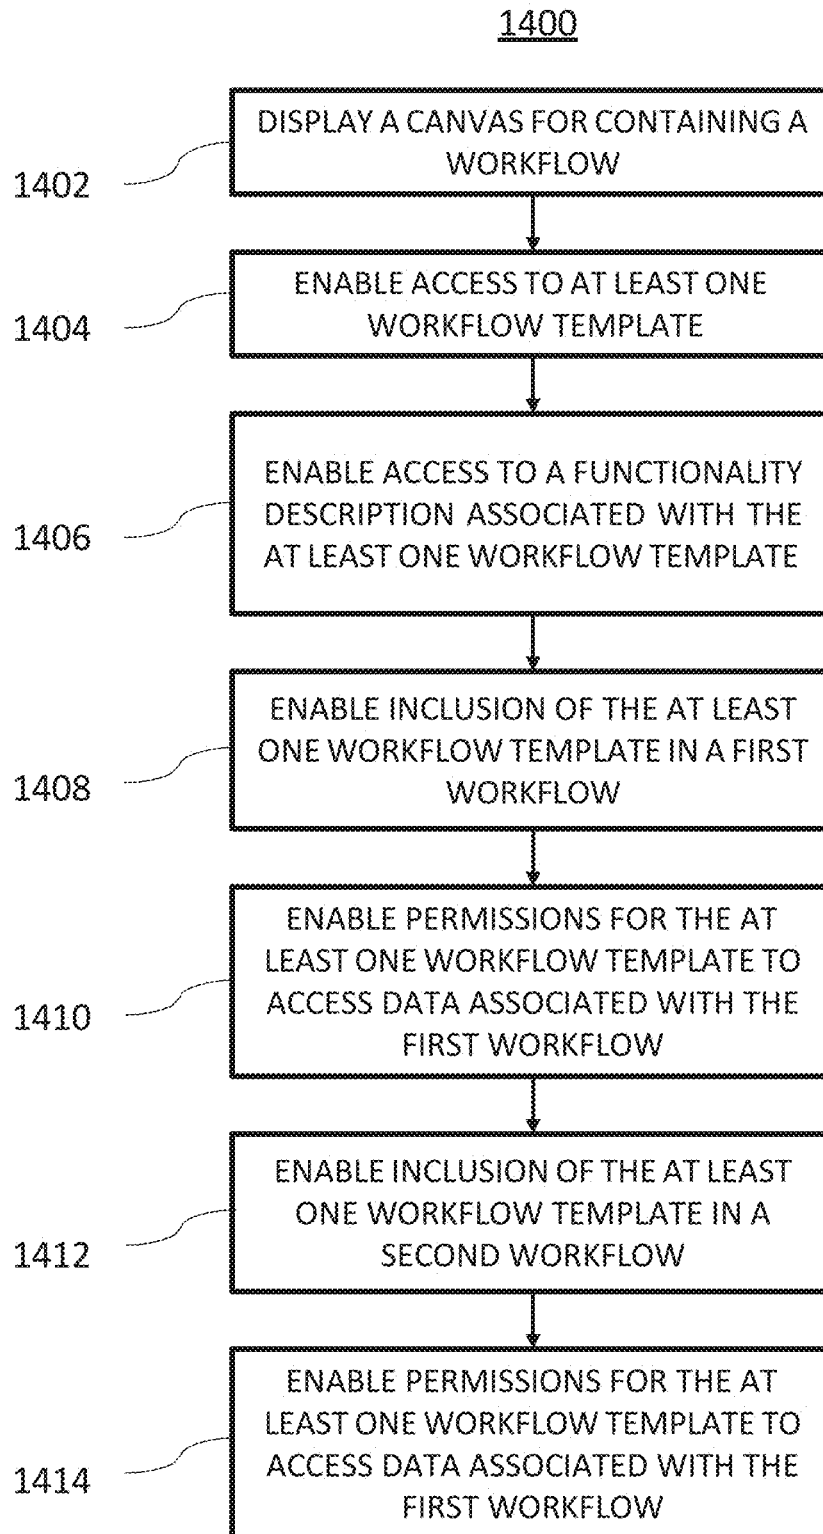 1400
DISPLAY A CANVAS FOR CONTAINING A
WORKFLOW
1402
ENABLE ACCESS TO AT LEAST ONE
WORKFLOW TEMPLATE
1404
ENABLE ACCESS TO A FUNCTIONALITY
DESCRIPTION ASSOCIATED WITH THE
AT LEAST ONE WORKFLOW TEMPLATE
1406
ENABLE INCLUSION OF THE AT LEAST
ONE WORKFLOW TEMPLATE IN A FIRST
WORKFLOW
1408
ENABLE PERMISSIONS FOR THE AT
LEAST ONE WORKFLOW TEMPLATE TO
ACCESS DATA ASSOCIATED WITH THE
FIRST WORKFLOW
1410
ENABLE INCLUSION OF THE AT LEAST
ONE WORKFLOW TEMPLATE IN A
SECOND WORKFLOW
1412
ENABLE PERMISSIONS FOR THE AT
LEAST ONE WORKFLOW TEMPLATE TO
ACCESS DATA ASSOCIATED WITH THE
FIRST WORKFLOW
1414